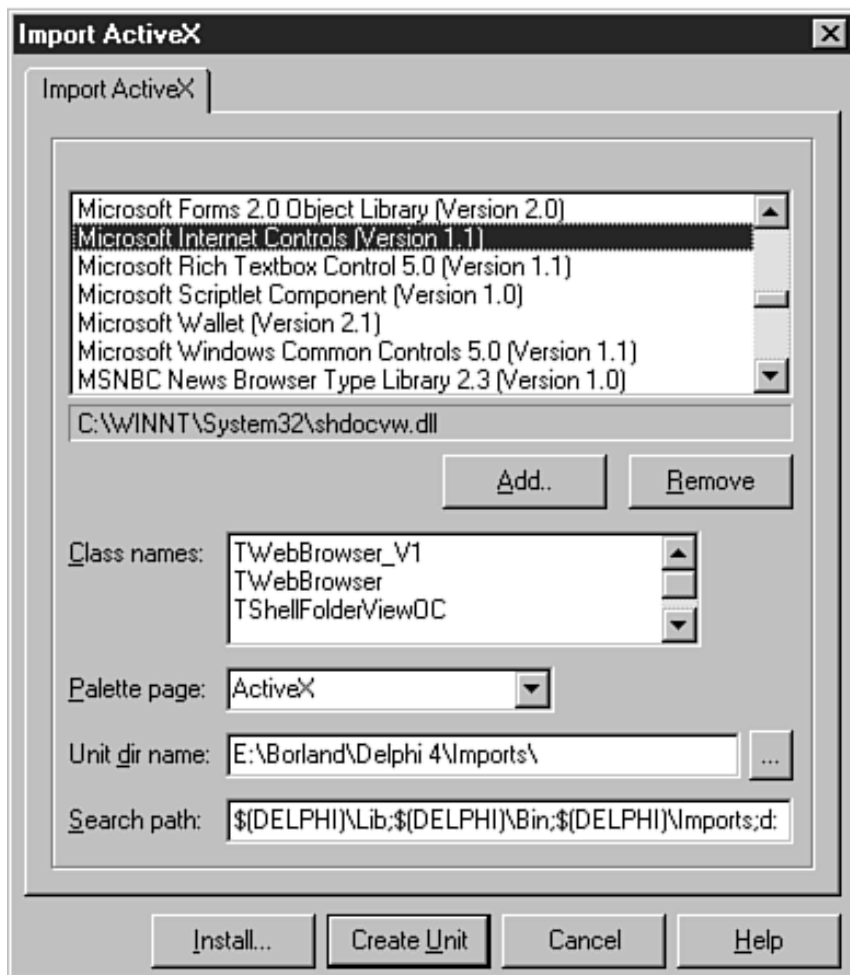 Import ActiveX
Import ActiveX
Microsoft Forms 2.0 Object Library (Version 2.0)
Microsoft Internet Controls (Version 1.1)
Microsoft Rich Textbox Control 5.0 (Version 1.1)
Microsoft Scriptlet Component (Version 1.0)
Microsoft Wallet (Version 2.1)
Microsoft Windows Common Controls 5.0 (Version 1.1)
MSNBC News Browser Type Library 2.3 (Version 1.0)
C:\WINNT\System32\shdocvw.dll
Add.. Remove
Class names: TWebBrowser_V1
TWebBrowser
TShellFolderViewOC
Palette page: ActiveX
Unit dir name: E:\Borland\Delphi 4\Imports\ ...
Search path: $(DELPHI)\Lib;$(DELPHI)\Bin;$(DELPHI)\Imports;d:
Install... Create Unit Cancel Help